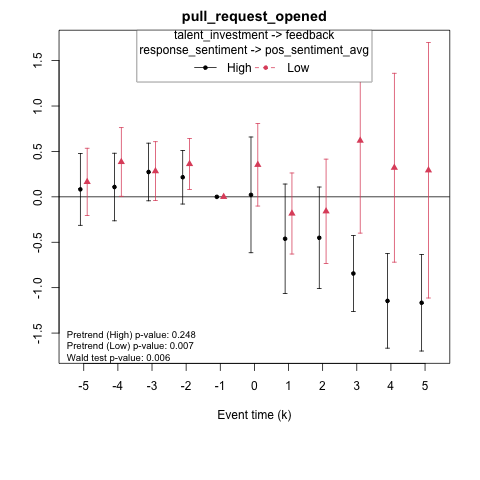 pull_request_opened
talent_investment -> feedback
response_sentiment -> pos_sentiment_avg
High Low
1.5
1.0
0.5
0.0
-0.5
-1.0
-1.5
Pretrend (High) p-value: 0.248
Pretrend (Low) p-value: 0.007
Wald test p-value: 0.006
-5 -4 -3 -2 -1 0 1 2 3 4 5
Event time (k)